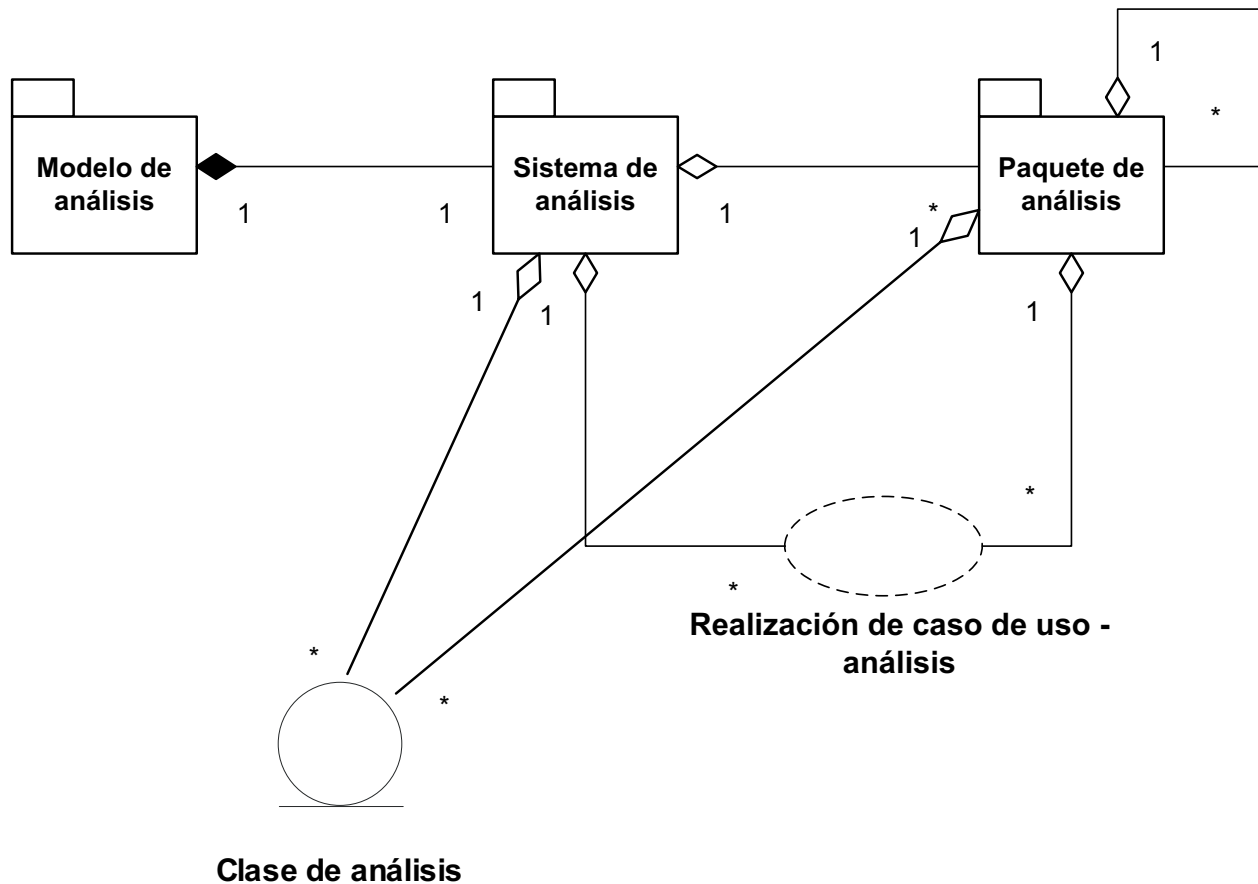 1
*
Modelo de
análisis
Sistema de
análisis
Paquete de
análisis
1
1
1
*
1
1
1
1
*
*
*
*
Realización de caso de uso -
análisis
Clase de análisis